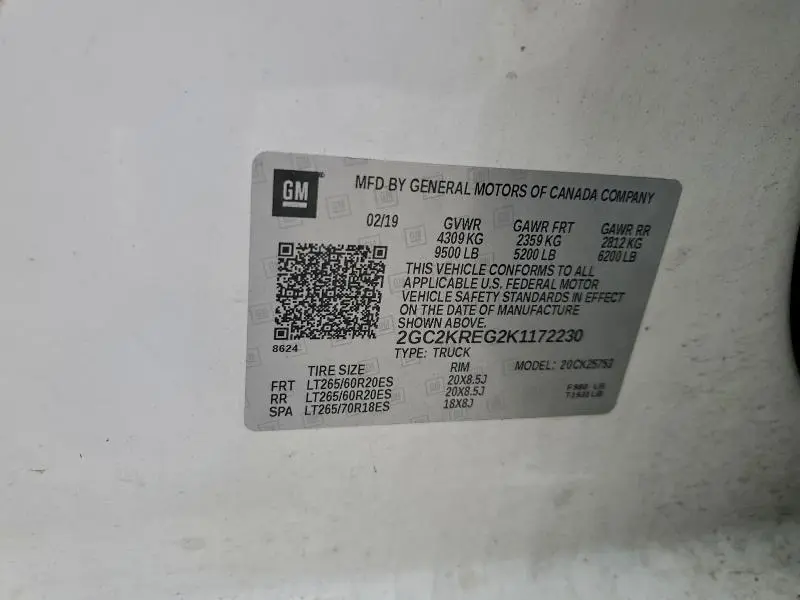 GM
MFD BY GENERAL MOTORS OF CANADA COMPANY
02/19 GVWR GAWR FRT GAWR RR
4309 KG 2359 KG 2812 KG
9500 LB 5200 LB 6200 LB
THIS VEHICLE CONFORMS TO ALL
APPLICABLE U.S. FEDERAL MOTOR
VEHICLE SAFETY STANDARDS IN EFFECT
ON THE DATE OF MANUFACTURE
SHOWN ABOVE.
8624
2GC2KREG2K1172230
TYPE: TRUCK MODEL:
TIRE SIZE RIM
FRT LT265/60R20ES 20X8.5J
RR LT265/60R20ES 20X8.5J
SPA LT265/70R18ES 18X8J